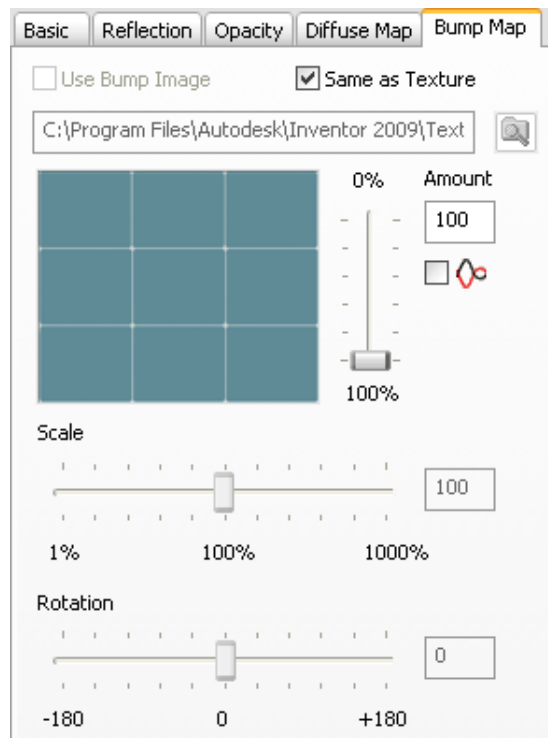 Basic Reflection Opacity Diffuse Map Bump Map
Use Bump Image Same as Texture
C:\Program Files\Autodesk\Inventor 2009\Text
0% Amount
100
100%
Scale
100
1% 100% 1000%
Rotation
0
-180 0 +180